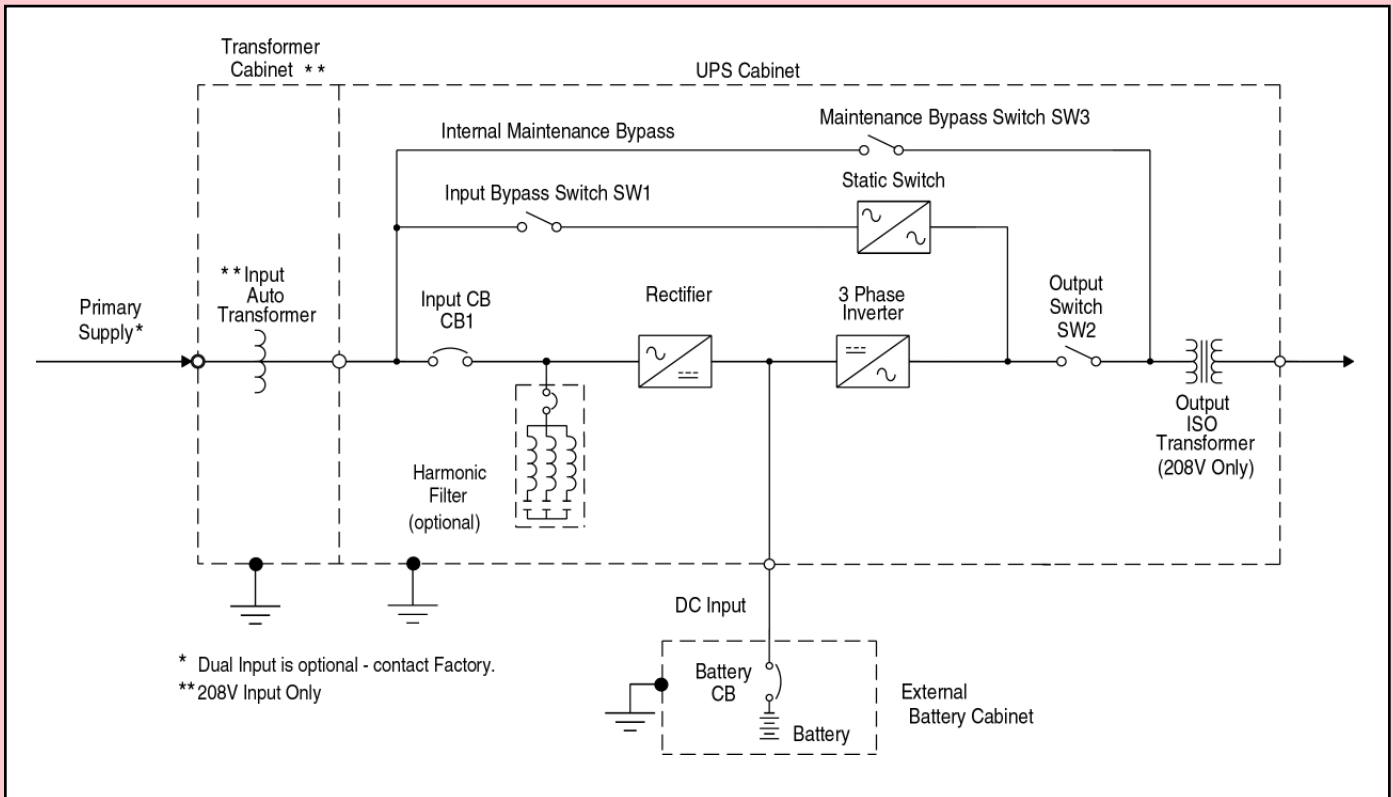 Transformer
Cabinet **
UPS Cabinet
Internal Maintenance Bypass
Maintenance Bypass Switch SW3
Input Bypass Switch SW1
Static Switch
**Input
Auto
Transformer
Primary
Supply*
Input CB
CB1
Rectifier
3 Phase
Inverter
Output
Switch
SW2
Output
ISO
Transformer
(208V Only)
Harmonic
Filter
(optional)
DC Input
* Dual Input is optional - contact Factory.
**208V Input Only
Battery
CB
Battery
External
Battery Cabinet